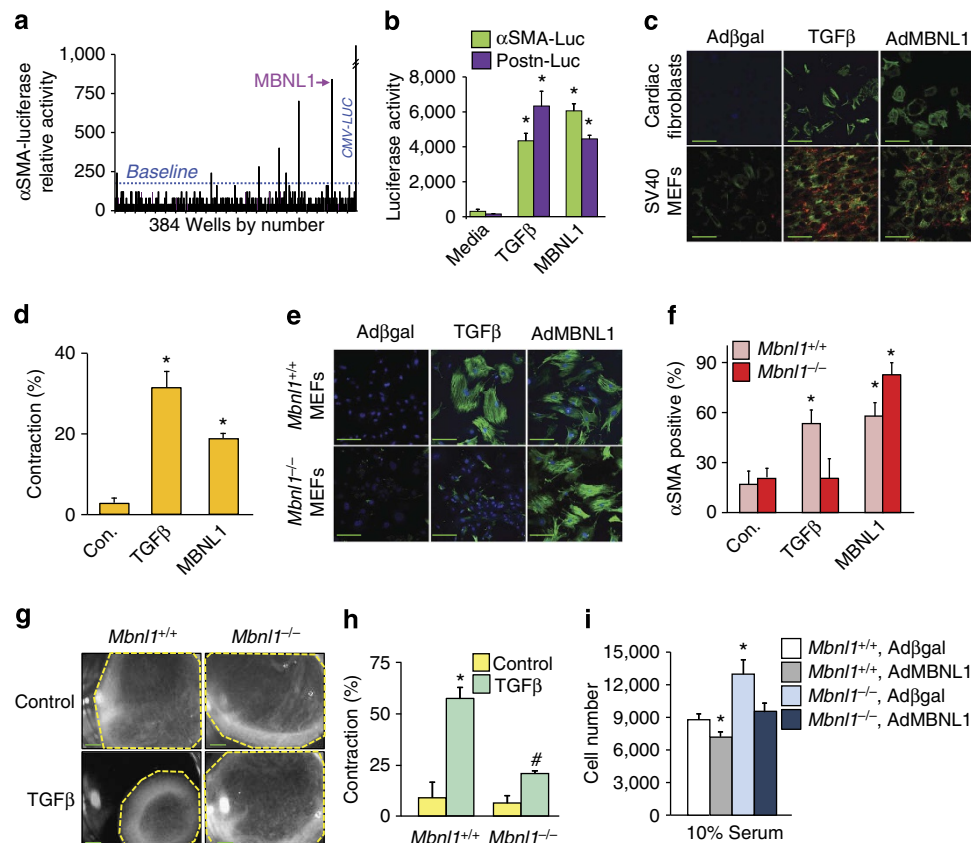 a
αSMA-luciferase
relative activity
1,000
750
500
250
0
MBNL1
CMV-LUC
Baseline
384 Wells by number
b
αSMA-Luc
Postn-Luc
Luciferase activity
8,000
6,000
4,000
2,000
0
* * * *
Media
TGFβ
MBNL1
c
Adβgal TGFβ AdMBNL1
Cardiac
fibroblasts
SV40
MEFs
d
Contraction (%)
40
20
0
* *
Con.
TGFβ
MBNL1
e
Adβgal TGFβ AdMBNL1
Mbnl1+/+
MEFs
Mbnl1–/–
MEFs
f
Mbnl1+/+
Mbnl1–/–
αSMA positive (%)
90
60
30
0
* * *
Con.
TGFβ
MBNL1
g
Mbnl1+/+ Mbnl1–/–
Control
TGFβ
h
Control
TGFβ
Contraction (%)
75
50
25
0
* #
Mbnl1+/+ Mbnl1–/–
i
Cell number
15,000
12,000
9,000
6,000
3,000
0
* *
10% Serum
Mbnl1+/+, Adβgal
Mbnl1+/+, AdMBNL1
Mbnl1–/–, Adβgal
Mbnl1–/–, AdMBNL1